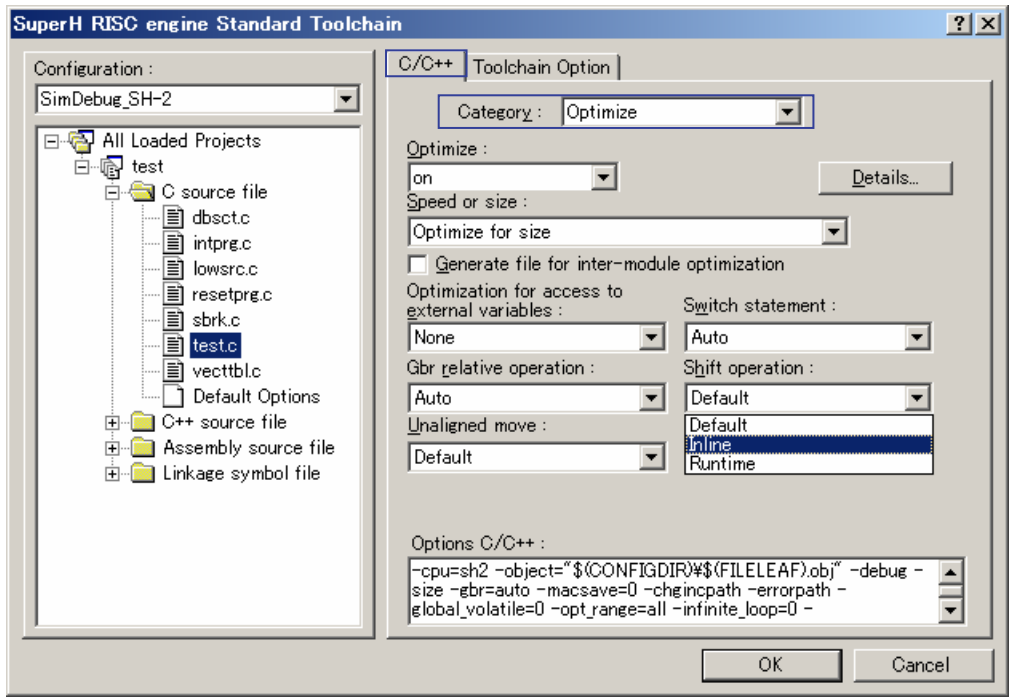 SuperH RISC engine Standard Toolchain
Configuration :
SimDebug_SH-2
All Loaded Projects
test
C source file
dbsct.c
intprg.c
lowsrc.c
resetprg.c
sbrk.c
test.c
vecttbl.c
Default Options
C++ source file
Assembly source file
Linkage symbol file
C/C++
Toolchain Option
Category : Optimize
Optimize :
on
Details...
Speed or size :
Optimize for size
Generate file for inter-module optimization
Optimization for access to
external variables :
None
Switch statement :
Auto
Gbr relative operation :
Auto
Shift operation :
Default
Default
Inline
Runtime
Unaligned move :
Default
Options C/C++ :
-cpu=sh2 -object="$(CONFIGDIR)¥$(FILELEAF).obj" -debug -
size -gbr=auto -macsave=0 -chgincpath -errorpath -
global_volatile=0 -opt_range=all -infinite_loop=0 -
OK
Cancel